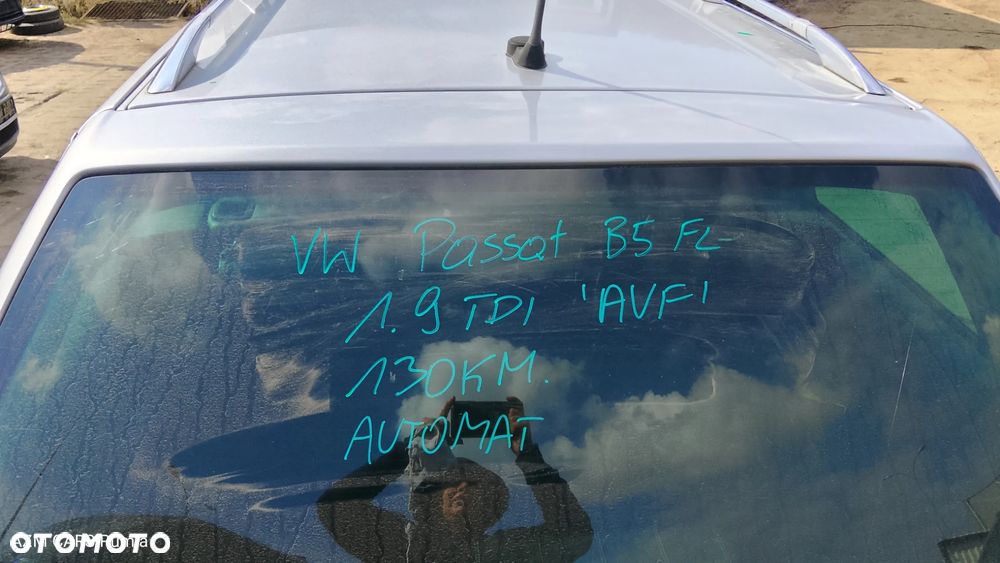 VW Passat B5 FL
1.9 TDI 'AVF'
130KM.
AUTOMAT
OTOMOTO